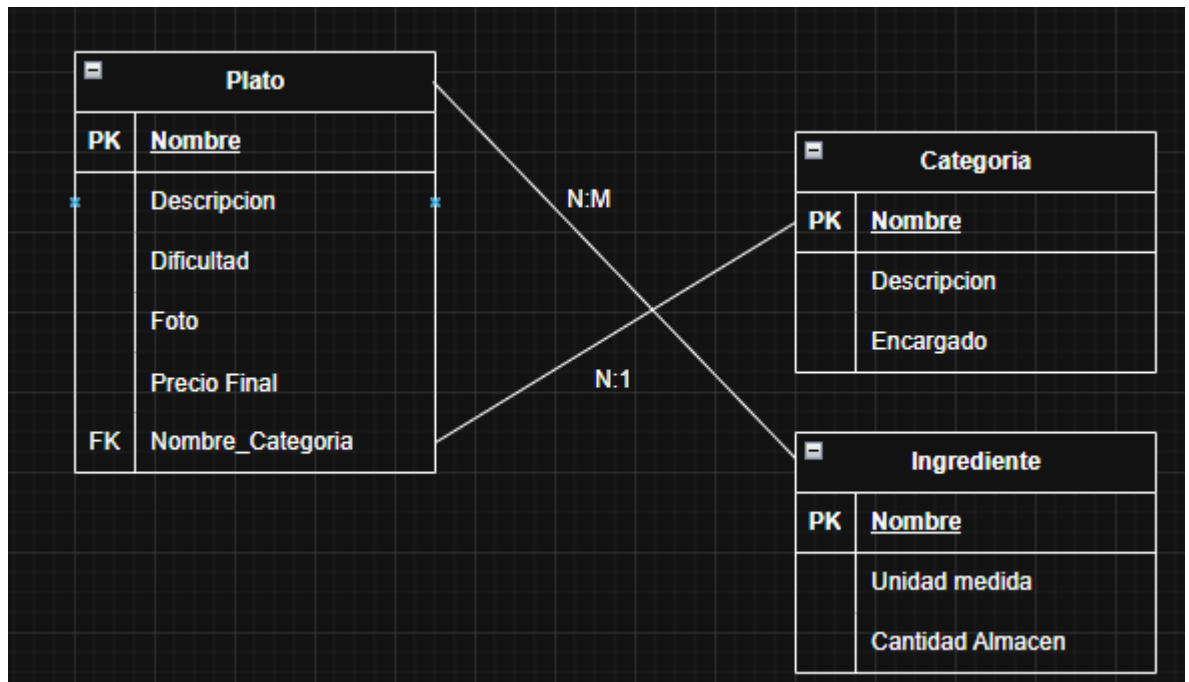 Plato
PK Nombre
Descripcion
Dificultad
Foto
Precio Final
FK Nombre_Categoria
N:M
N:1
Categoria
PK Nombre
Descripcion
Encargado
Ingrediente
PK Nombre
Unidad medida
Cantidad Almacen